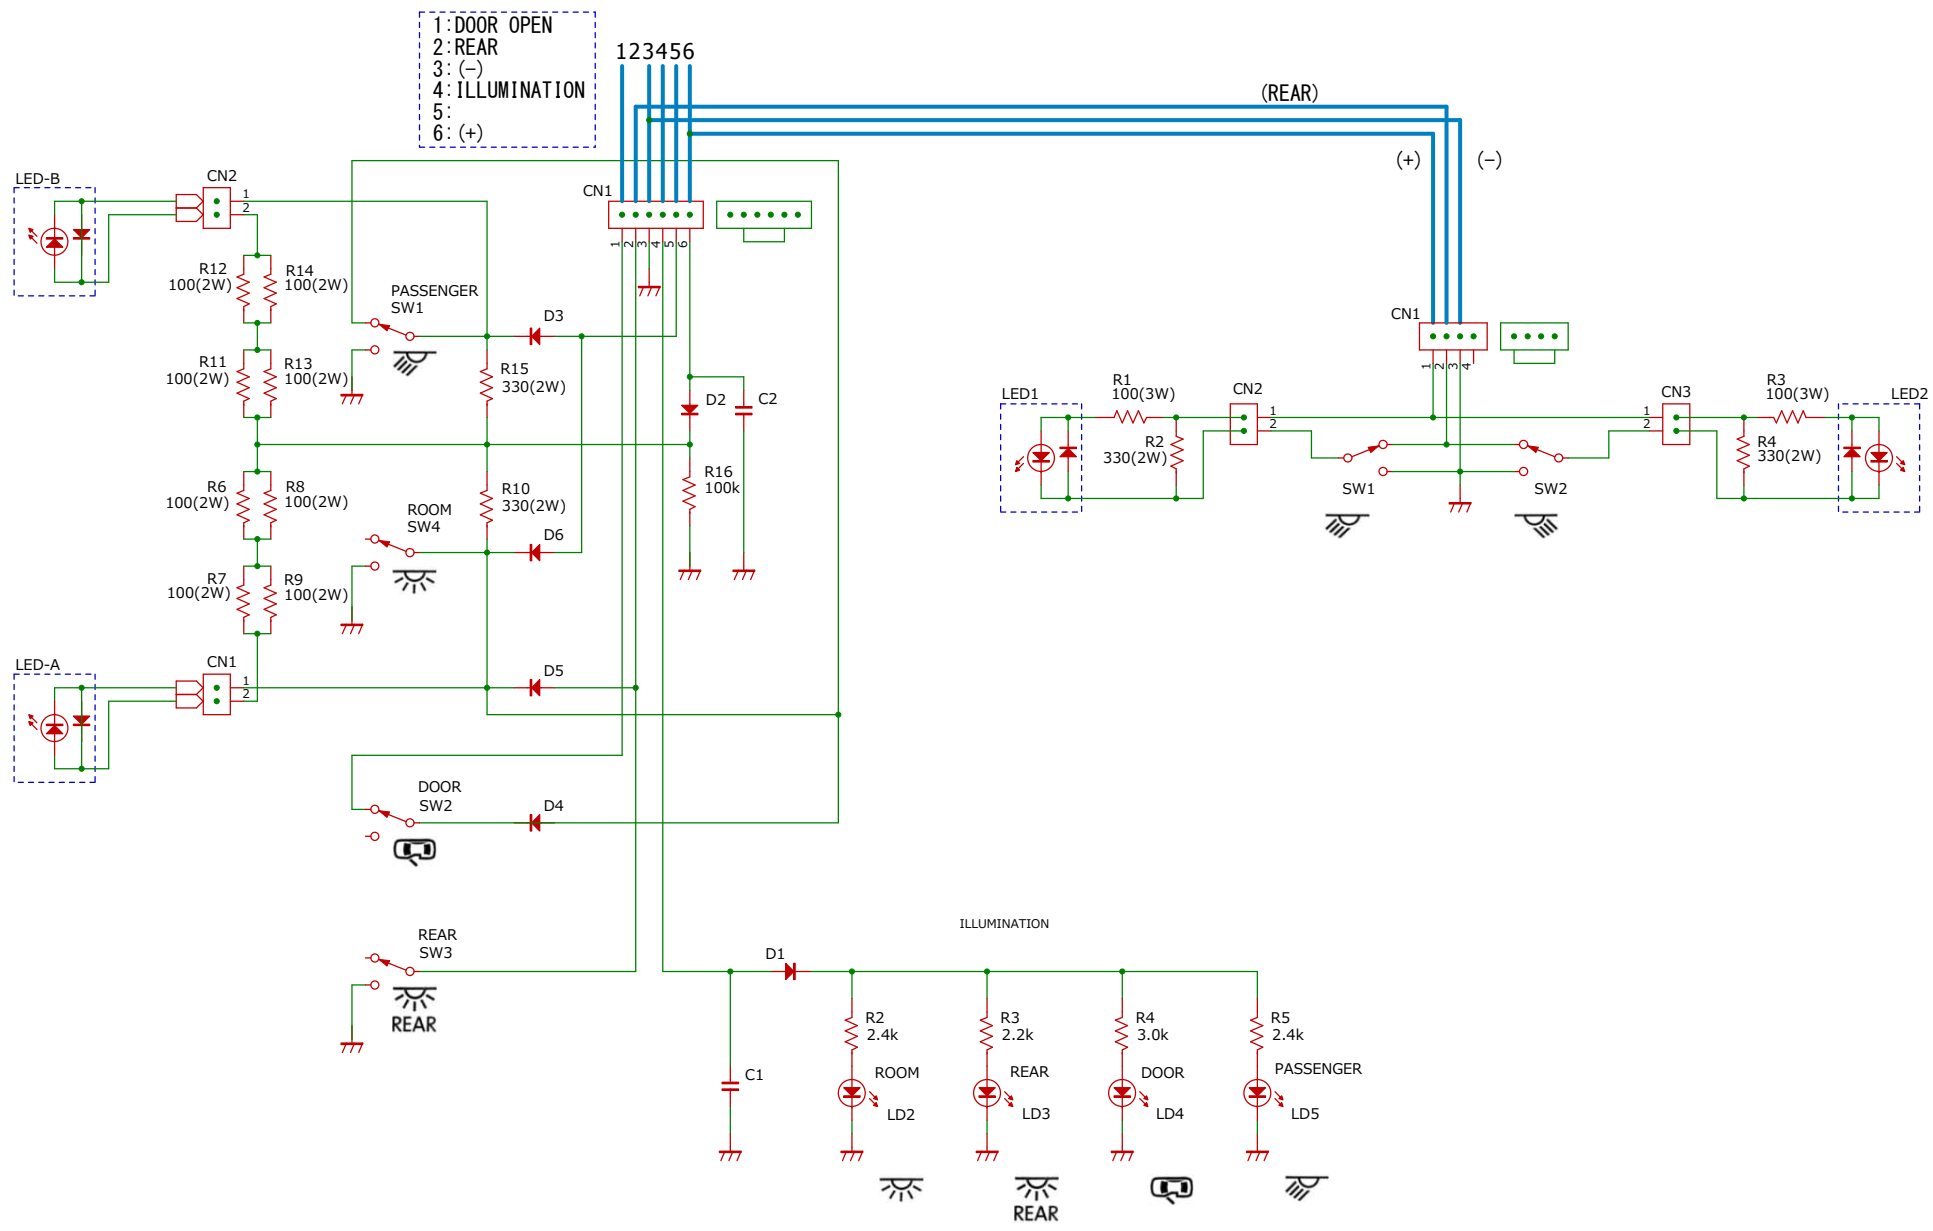 1:DOOR OPEN
2:REAR
3:(−)
4:ILLUMINATION
5:
6:(+)
123456
(REAR)
(+)
(−)
LED-B
CN2
1
2
CN1
1 2 3 4 5 6
R12
100(2W)
R14
100(2W)
PASSENGER
SW1
D3
R11
100(2W)
R13
100(2W)
R15
330(2W)
D2
C2
R6
100(2W)
R8
100(2W)
ROOM
SW4
R10
330(2W)
R16
100k
D6
R7
100(2W)
R9
100(2W)
LED-A
CN1
1
2
D5
DOOR
SW2
D4
REAR
SW3
REAR
CN1
1 2 3 4
LED1
R1
100(3W)
CN2
1
2
R2
330(2W)
SW1
SW2
CN3
1
2
R3
100(3W)
LED2
R4
330(2W)
ILLUMINATION
D1
C1
R2
2.4k
ROOM
LD2
R3
2.2k
REAR
LD3
R4
3.0k
DOOR
LD4
R5
2.4k
PASSENGER
LD5
REAR